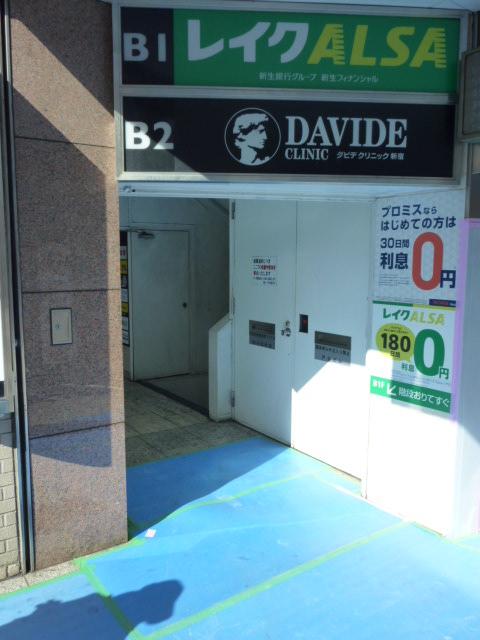 B1
レイクALSA
新生銀行グループ 新生フィナンシャル
B2
DAVIDE
CLINIC
ダビデ クリニック 新宿
プロミスなら
はじめての方は
30日間
利息
0円
レイクALSA
180
日間
利息
0円
B1F
階段おりてすぐ